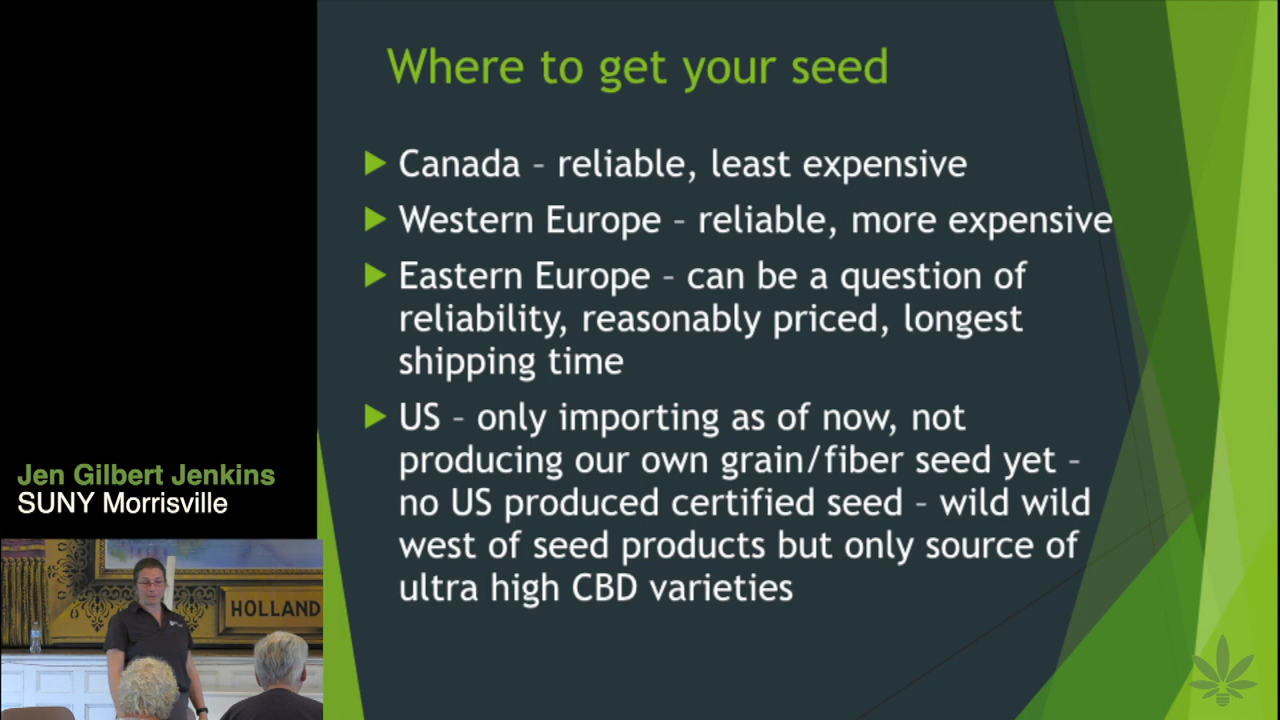 Where to get your seed
Canada – reliable, least expensive
Western Europe – reliable, more expensive
Eastern Europe – can be a question of
reliability, reasonably priced, longest
shipping time
US – only importing as of now, not
producing our own grain/fiber seed yet –
no US produced certified seed – wild wild
west of seed products but only source of
ultra high CBD varieties
Jen Gilbert Jenkins
SUNY Morrisville
HOLLAND